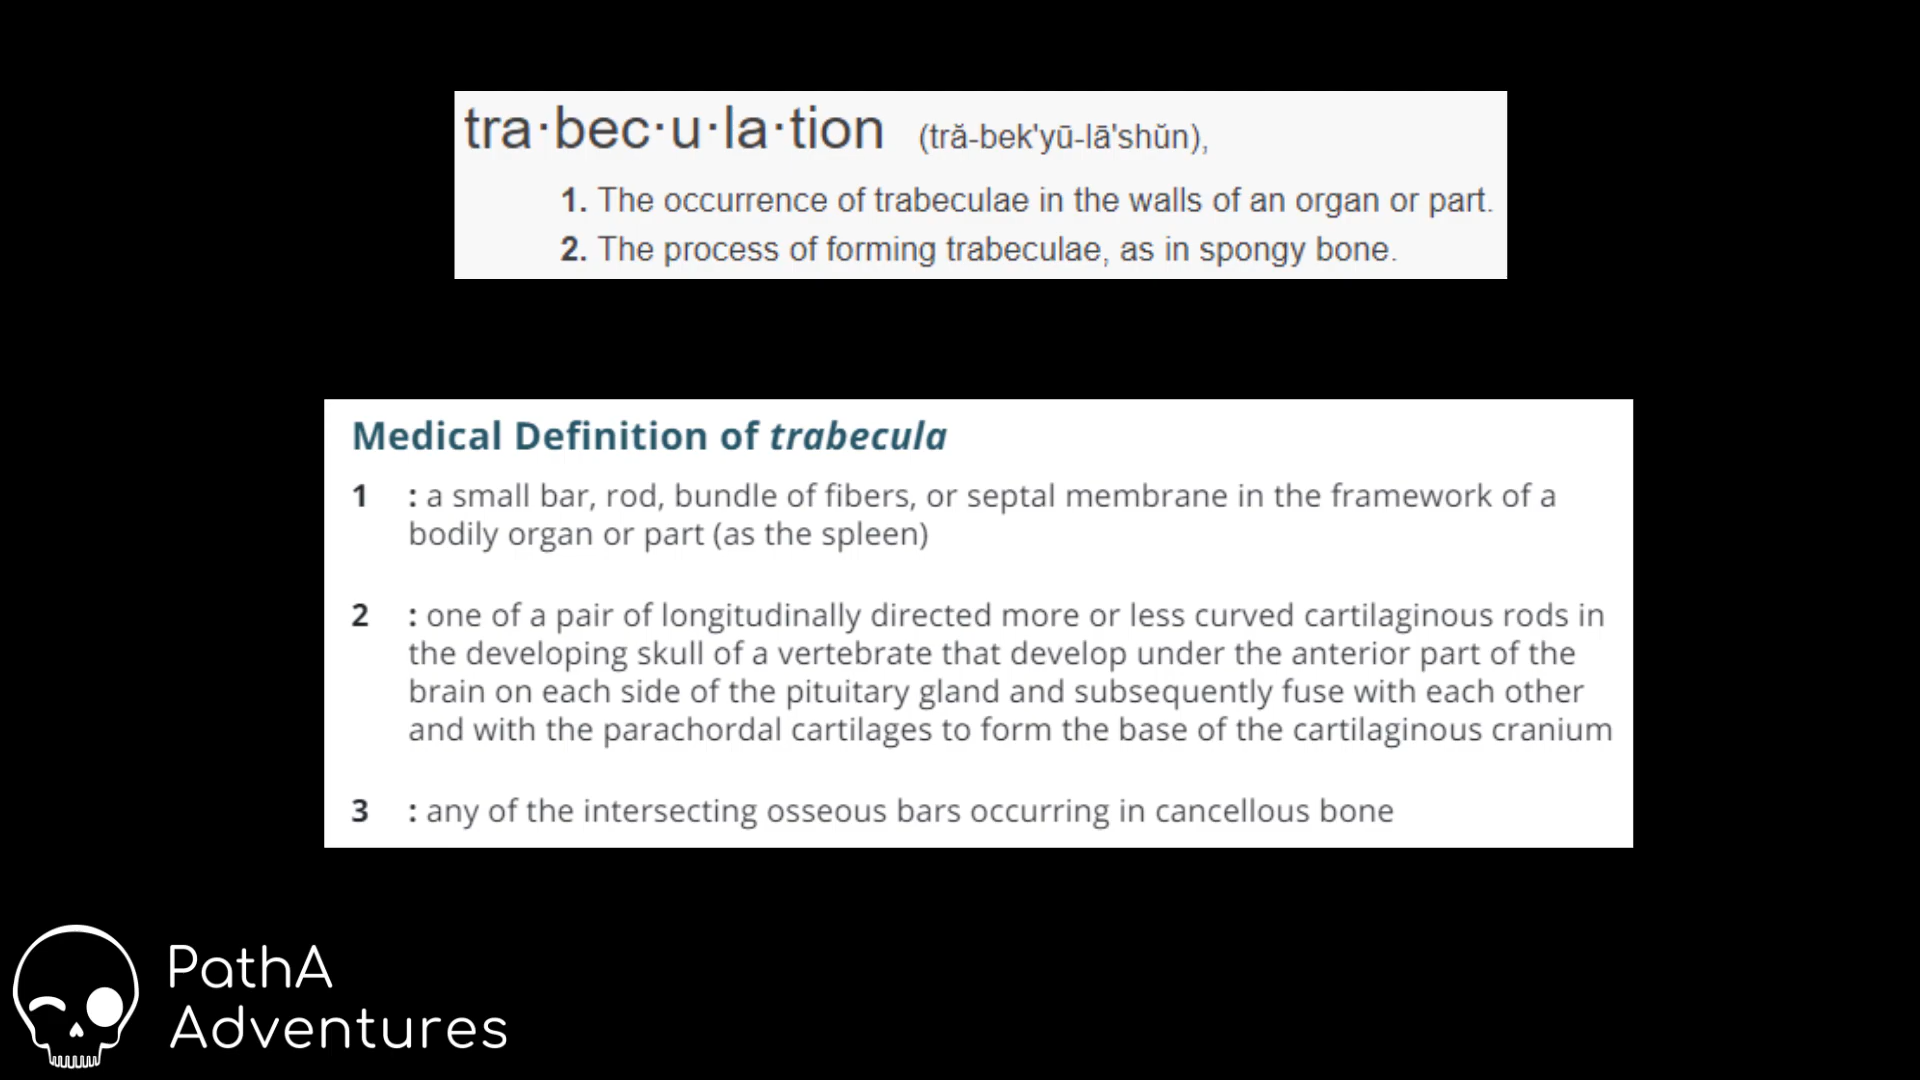 tra·bec·u·la·tion (tră-bek'yū-lā'shŭn),
1. The occurrence of trabeculae in the walls of an organ or part.
2. The process of forming trabeculae, as in spongy bone.
Medical Definition of trabecula
1 : a small bar, rod, bundle of fibers, or septal membrane in the framework of a
bodily organ or part (as the spleen)
2 : one of a pair of longitudinally directed more or less curved cartilaginous rods in
the developing skull of a vertebrate that develop under the anterior part of the
brain on each side of the pituitary gland and subsequently fuse with each other
and with the parachordal cartilages to form the base of the cartilaginous cranium
3 : any of the intersecting osseous bars occurring in cancellous bone
PathA
Adventures